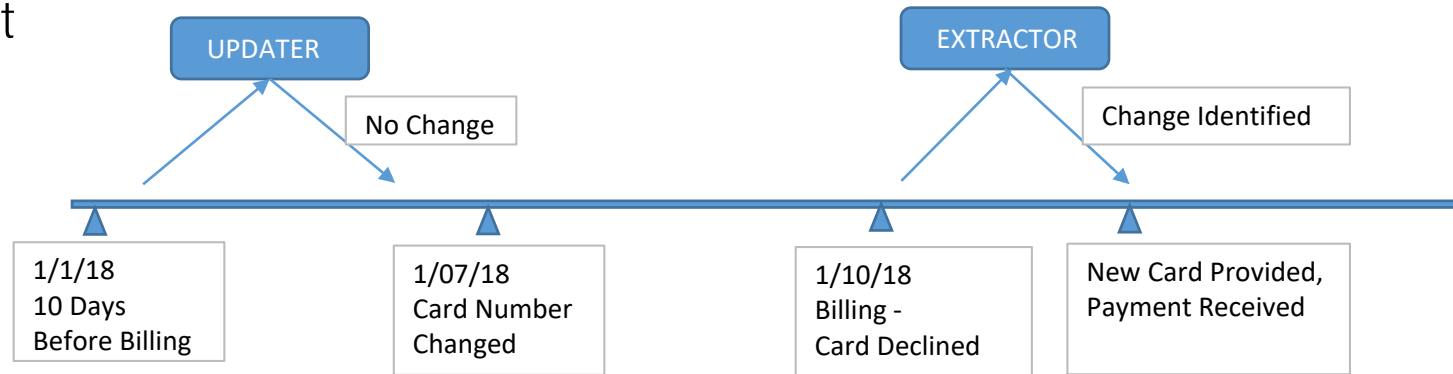 t
UPDATER
EXTRACTOR
No Change
Change Identified
1/1/18
10 Days
Before Billing
1/07/18
Card Number
Changed
1/10/18
Billing -
Card Declined
New Card Provided,
Payment Received